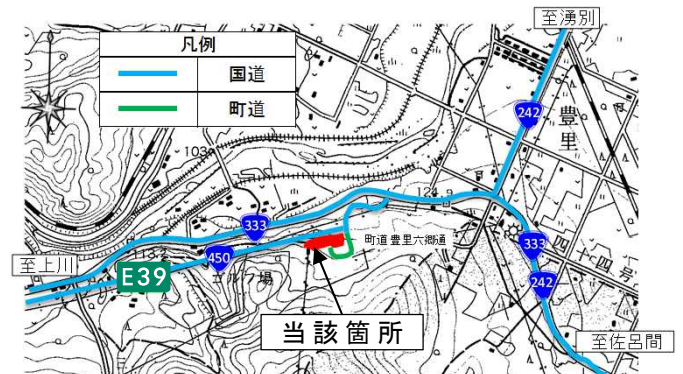 至湧別
凡例
国道
町道
242
豊里
103
124.9
333
町道豊里六郷通
333
四十四号
113.2
450
至上川
E39
ゴルフ場
242
当該箇所
至佐呂間